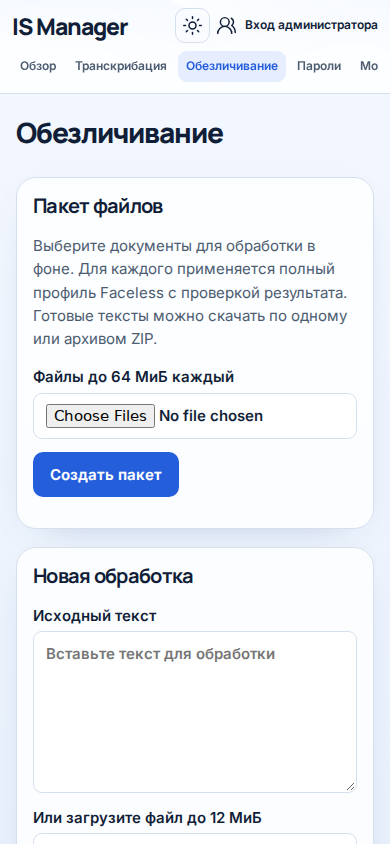 IS Manager
Вход администратора
Обзор
Транскрибация
Обезличивание
Пароли
Мо
Обезличивание
Пакет файлов
Выберите документы для обработки в
фоне. Для каждого применяется полный
профиль Faceless с проверкой результата.
Готовые тексты можно скачать по одному
или архивом ZIP.
Файлы до 64 МиБ каждый
Choose Files No file chosen
Создать пакет
Новая обработка
Исходный текст
Вставьте текст для обработки
Или загрузите файл до 12 МиБ